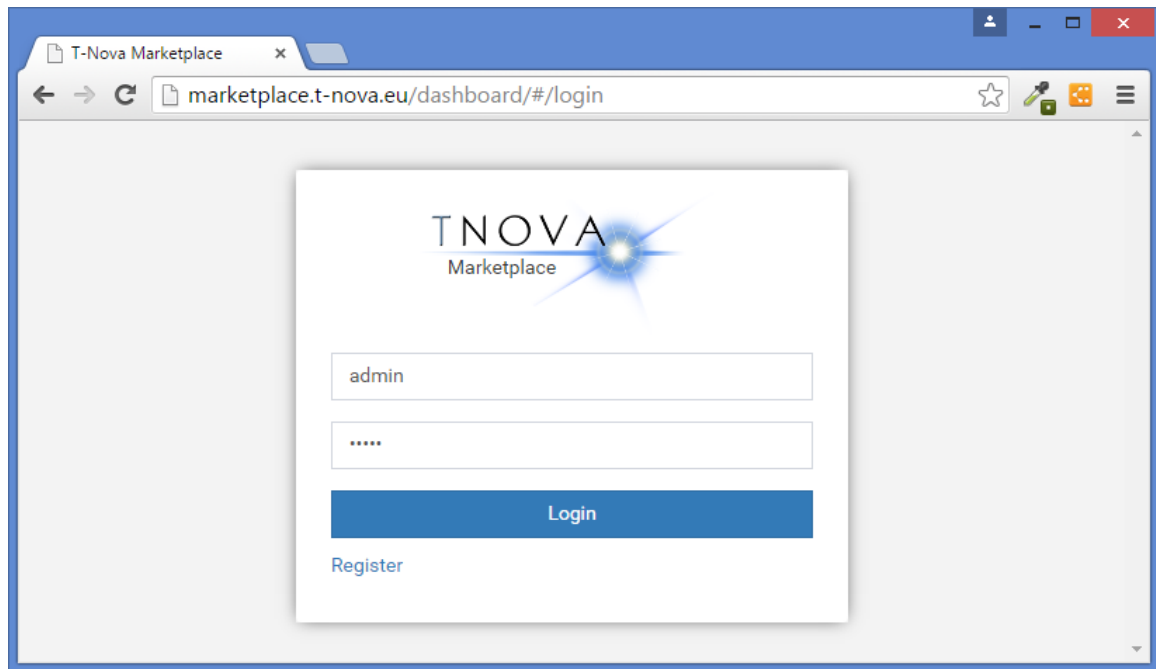 T-Nova Marketplace
marketplace.t-nova.eu/dashboard/#/login
TNOVA
Marketplace
admin
•••••
Login
Register